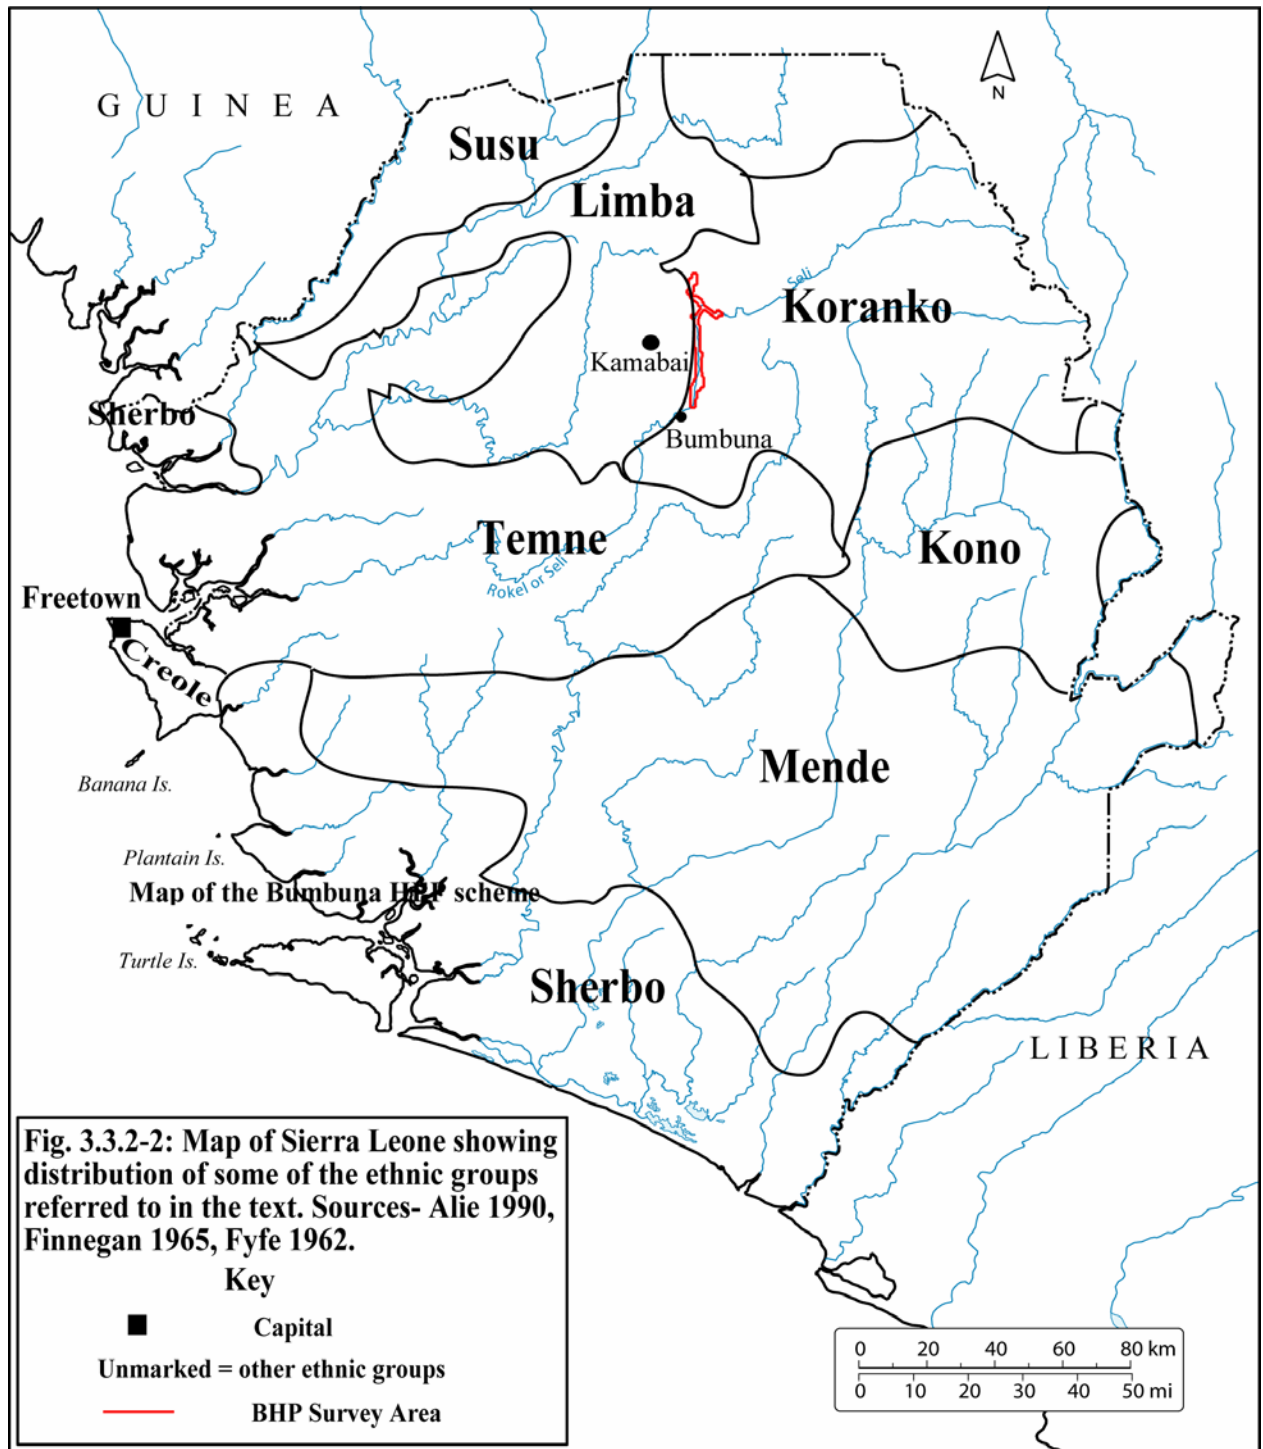 GUINEA
N
Susu
Limba
Seli
Koranko
Kamabai
Sherbo
Bumbuna
Temne
Kono
Rokel or Seli
Freetown
Creole
Mende
Banana Is.
Plantain Is.
Map of the Bumbuna HEP scheme
Turtle Is.
Sherbo
LIBERIA
Fig. 3.3.2-2: Map of Sierra Leone showing
distribution of some of the ethnic groups
referred to in the text. Sources- Alie 1990,
Finnegan 1965, Fyfe 1962.
Key
Capital
Unmarked = other ethnic groups
BHP Survey Area
0 20 40 60 80 km
0 10 20 30 40 50 mi